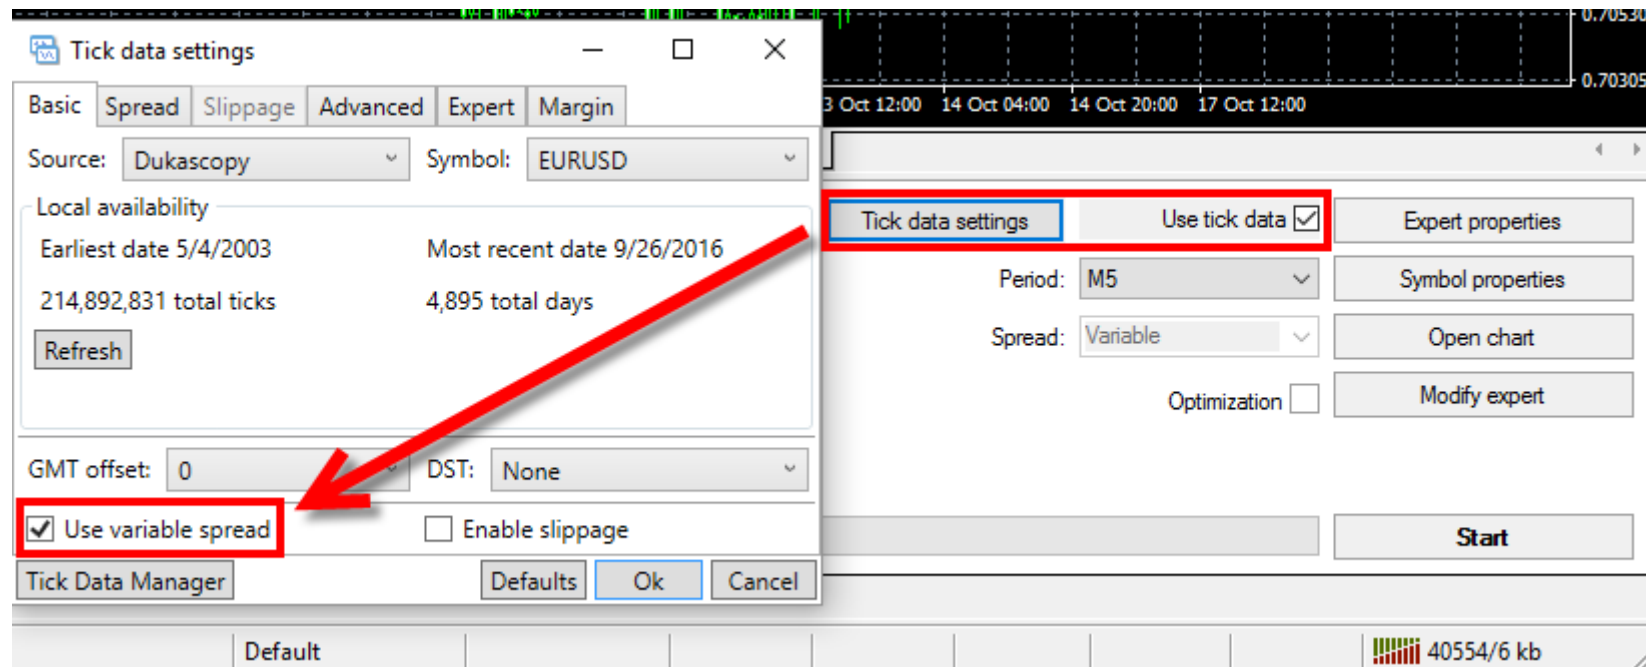 0.70530
Tick data settings
0.70305
Basic Spread Slippage Advanced Expert Margin
3 Oct 12:00 14 Oct 04:00 14 Oct 20:00 17 Oct 12:00
Source: Dukascopy Symbol: EURUSD
Local availability
Tick data settings Use tick data Expert properties
Earliest date 5/4/2003 Most recent date 9/26/2016
Period: M5 Symbol properties
214,892,831 total ticks 4,895 total days
Spread: Variable Open chart
Refresh
Optimization Modify expert
GMT offset: 0 DST: None
Use variable spread Enable slippage
Start
Tick Data Manager Defaults Ok Cancel
Default 40554/6 kb